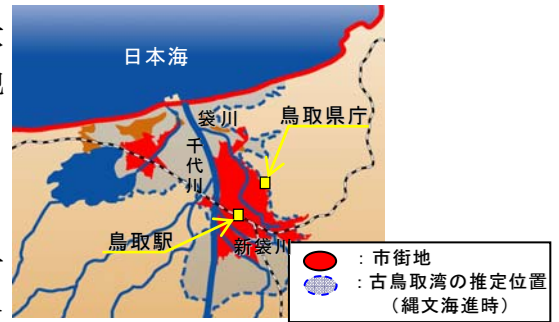 日本海
袋川
鳥取県庁
千代川
鳥取駅
新袋川
：市街地
：古鳥取湾の推定位置
（縄文海進時）